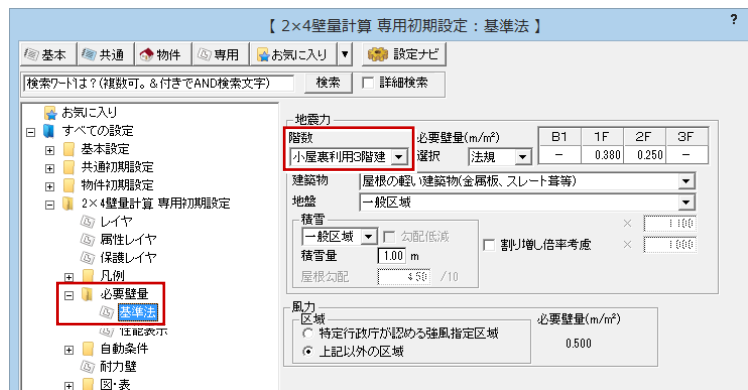 【 2×4壁量計算 専用初期設定：基準法 】
?
基本 共通 物件 専用 お気に入り ▼ 設定ナビ
検索ワードは？(複数可。&付きでAND検索文字) 検索 詳細検索
お気に入り
すべての設定
基本設定
共通初期設定
物件初期設定
2×4壁量計算 専用初期設定
レイヤ
属性レイヤ
保護レイヤ
凡例
必要壁量
基準法
性能表示
自動条件
耐力壁
図・表
地震力
階数 必要壁量(m/m²) B1 1F 2F 3F
小屋裏利用3階建 選択 法規 － 0.380 0.250 －
建築物 屋根の軽い建築物(金属板、スレート葺等)
地盤 一般区域
積雪
一般区域 勾配低減
積雪量 1.00 m
屋根勾配 4.50 /10
割り増し倍率考慮
×
×
風力
区域 必要壁量(m/m²)
特定行政庁が認める強風指定区域
上記以外の区域
0.500